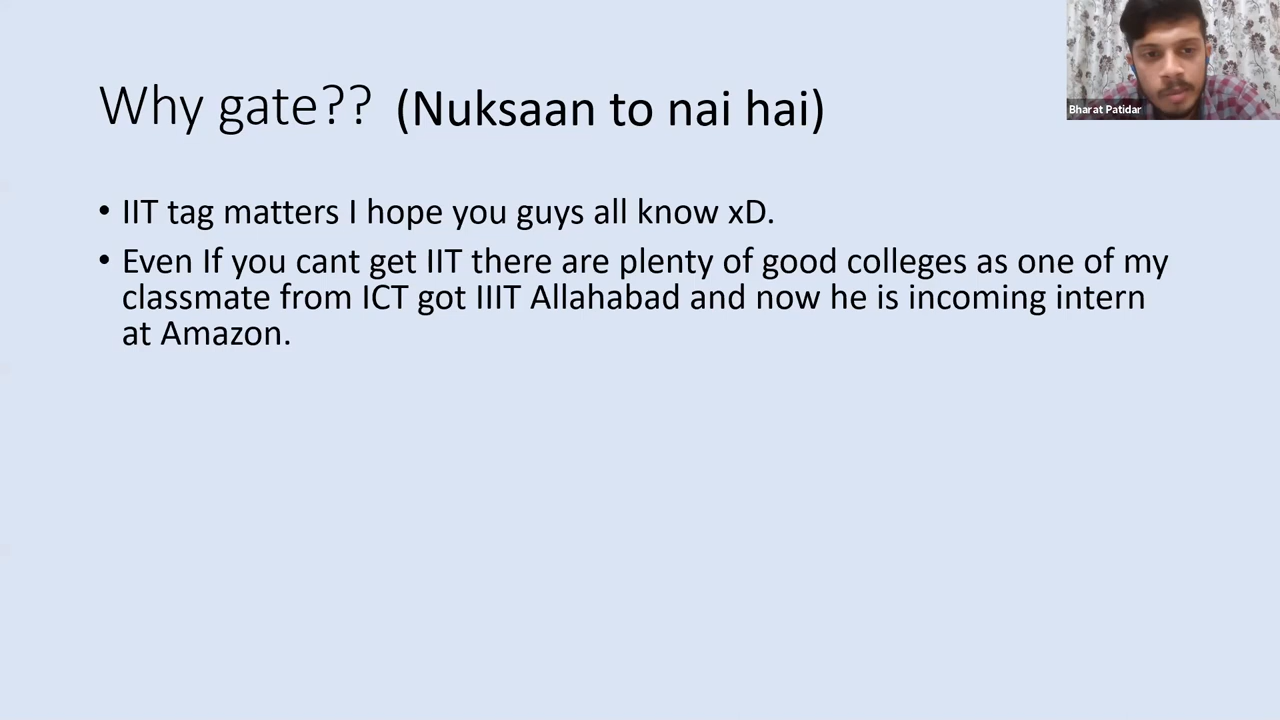 Why gate?? (Nuksaan to nai hai)
Bharat Patidar
• IIT tag matters I hope you guys all know xD.
• Even If you cant get IIT there are plenty of good colleges as one of my
classmate from ICT got IIIT Allahabad and now he is incoming intern
at Amazon.